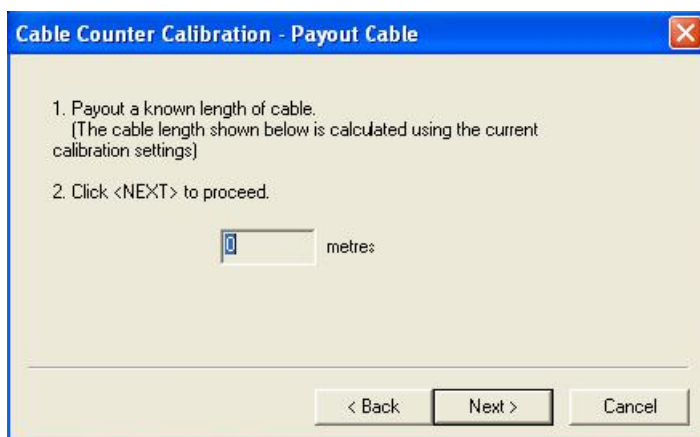 Cable Counter Calibration - Payout Cable
1. Payout a known length of cable.
(The cable length shown below is calculated using the current
calibration settings)
2. Click <NEXT> to proceed.
0 metres
< Back Next > Cancel